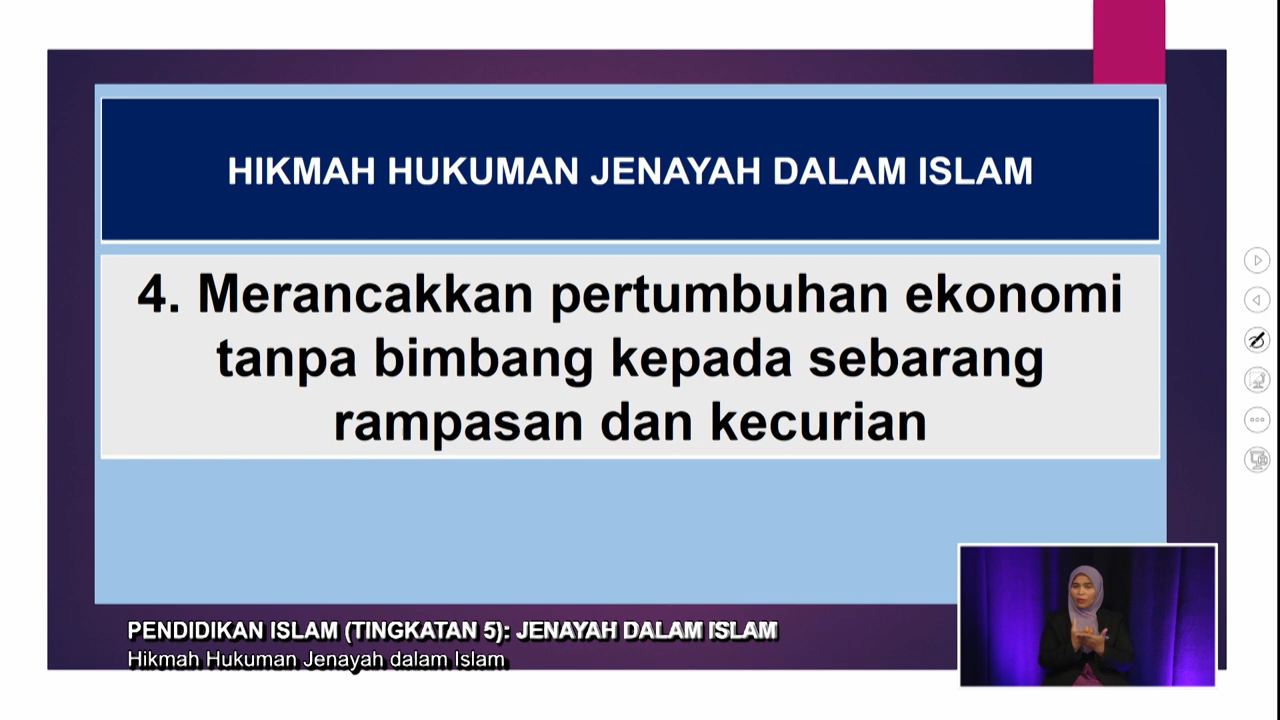 HIKMAH HUKUMAN JENAYAH DALAM ISLAM
4. Merancakkan pertumbuhan ekonomi
tanpa bimbang kepada sebarang
rampasan dan kecurian
PENDIDIKAN ISLAM (TINGKATAN 5): JENAYAH DALAM ISLAM
Hikmah Hukuman Jenayah dalam Islam